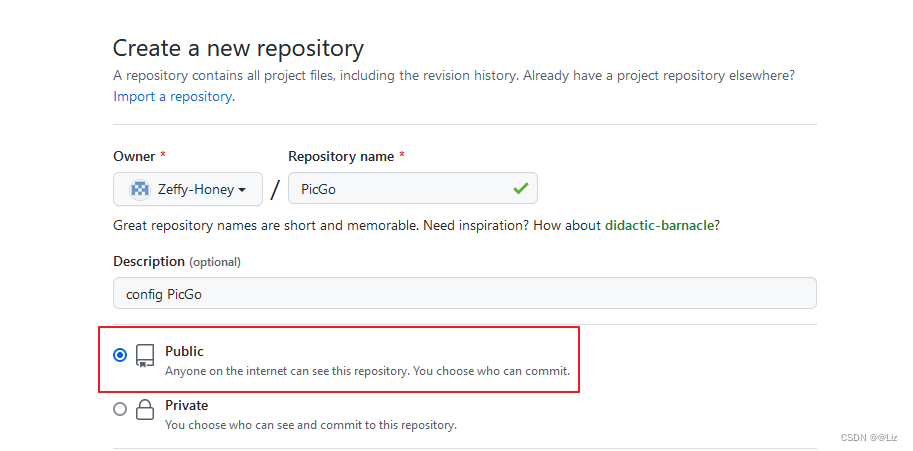 Create a new repository
A repository contains all project files, including the revision history. Already have a project repository elsewhere?
Import a repository.
Owner * Repository name *
Zeffy-Honey / PicGo
Great repository names are short and memorable. Need inspiration? How about didactic-barnacle?
Description (optional)
config PicGo
Public
Anyone on the internet can see this repository. You choose who can commit.
Private
You choose who can see and commit to this repository.
CSDN @@Liz